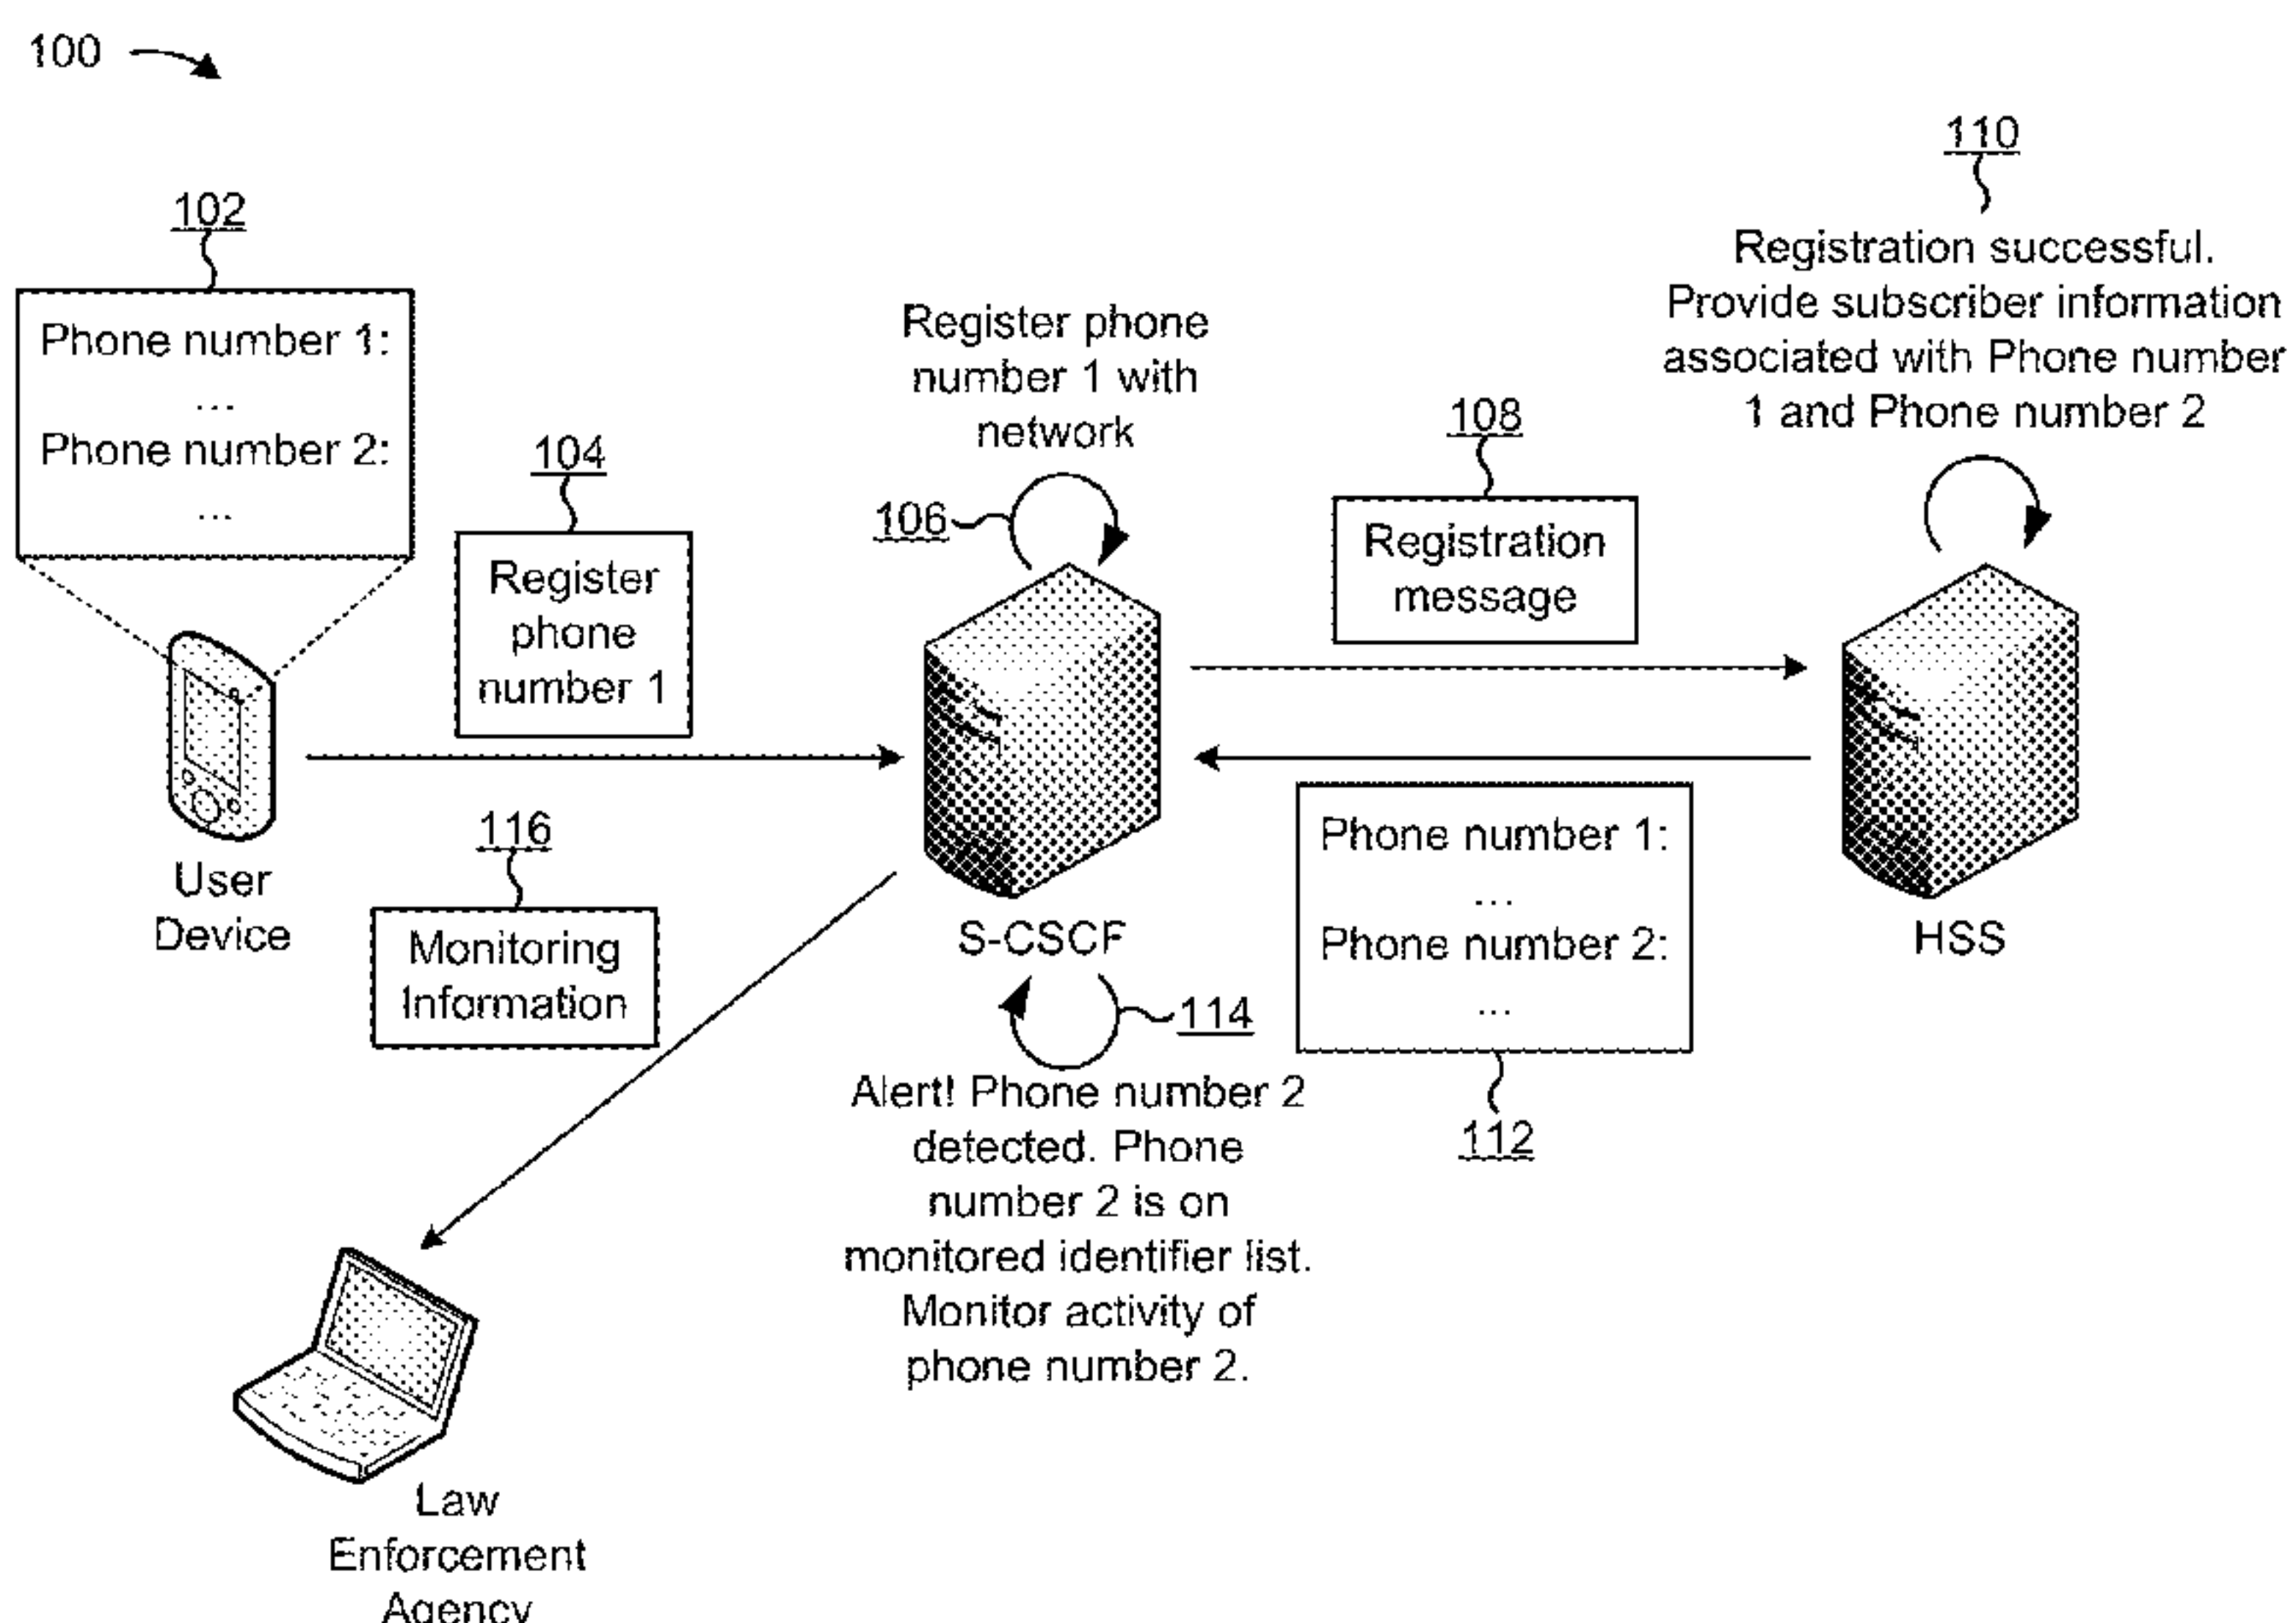 100
110
102
Registration successful.
Provide subscriber information
associated with Phone number
1 and Phone number 2
Phone number 1:
...
Phone number 2:
...
Register phone
number 1 with
network
104
106
108
Register
phone
number 1
Registration
message
User
Device
116
Monitoring
Information
S-CSCF
114
Phone number 1:
...
Phone number 2:
...
112
HSS
Alert! Phone number 2
detected. Phone
number 2 is on
monitored identifier list.
Monitor activity of
phone number 2.
Law
Enforcement
Agency